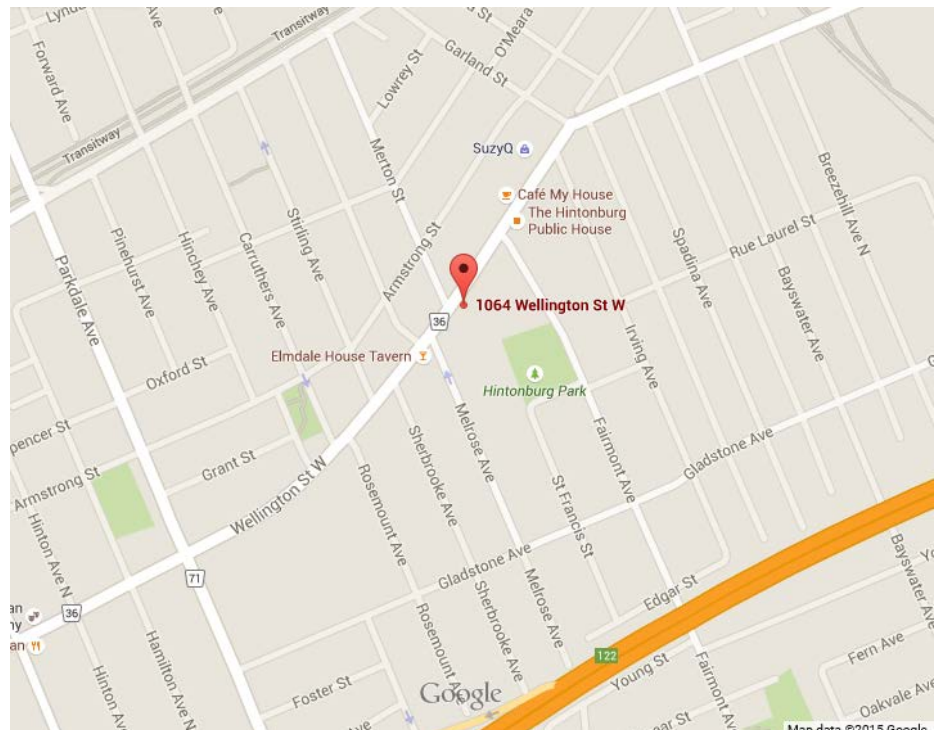 Lyndale
Transitway
Forward Ave
Transitway
Parkdale Ave
Pinehurst Ave
Hinchey Ave
Carruthers Ave
Stirling Ave
Merton St
Lowrey St
O'Meara
Garland St
SuzyQ
Café My House
The Hintonburg
Public House
Armstrong St
1064 Wellington St W
36
Elmdale House Tavern
Hintonburg Park
Rue Laurel St
Breezehill Ave N
Spadina Ave
Bayswater Ave
Irving Ave
Fairmont Ave
Gladstone Ave
Oxford St
Spencer St
Armstrong St
Grant St
Wellington St W
Rosemount Ave
Sherbrooke Ave
Melrose Ave
St Francis St
Gladstone Ave
Hinton Ave N
71
36
Hamilton Ave N
Hinton Ave
Foster St
Rosemount Ave
Sherbrooke Ave
Melrose Ave
Edgar St
122
Young St
Fairmont Ave
Bayswater Ave
Fern Ave
Oakvale Ave
Google
Map data ©2015 Google